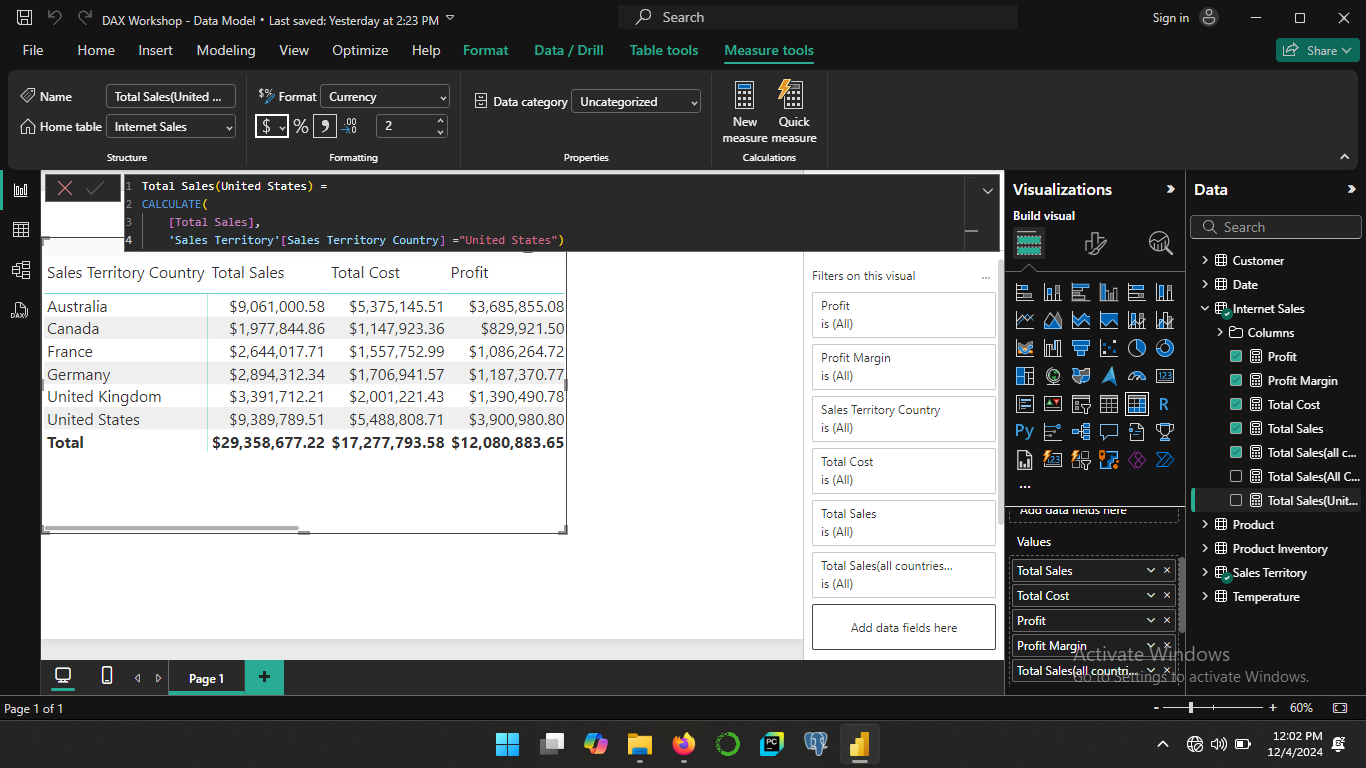 DAX Workshop - Data Model • Last saved: Yesterday at 2:23 PM
Search
Sign in
File Home Insert Modeling View Optimize Help Format Data / Drill Table tools Measure tools
Share
Name Total Sales(United ...
Home table Internet Sales
Structure
Format Currency
$ % , .00 2
Formatting
Data category Uncategorized
Properties
New measure
Quick measure
Calculations
1 Total Sales(United States) =
2 CALCULATE(
3 [Total Sales],
4 'Sales Territory'[Sales Territory Country] ="United States")
Sales Territory Country Total Sales Total Cost Profit
Australia $9,061,000.58 $5,375,145.51 $3,685,855.08
Canada $1,977,844.86 $1,147,923.36 $829,921.50
France $2,644,017.71 $1,557,752.99 $1,086,264.72
Germany $2,894,312.34 $1,706,941.57 $1,187,370.77
United Kingdom $3,391,712.21 $2,001,221.43 $1,390,490.78
United States $9,389,789.51 $5,488,808.71 $3,900,980.80
Total $29,358,677.22 $17,277,793.58 $12,080,883.65
Filters on this visual ...
Profit
is (All)
Profit Margin
is (All)
Sales Territory Country
is (All)
Total Cost
is (All)
Total Sales
is (All)
Total Sales(all countries...
is (All)
Add data fields here
Visualizations
Build visual
R
Py
123
...
Add data fields here
Values
Total Sales
Total Cost
Profit
Profit Margin
Total Sales(all countri...
Data
Search
Customer
Date
Internet Sales
Columns
Profit
Profit Margin
Total Cost
Total Sales
Total Sales(all c...
Total Sales(All C...
Total Sales(Unit...
Product
Product Inventory
Sales Territory
Temperature
Activate Windows
Go to Settings to activate Windows.
Page 1
+
Page 1 of 1
- + 60%
12:02 PM
12/4/2024